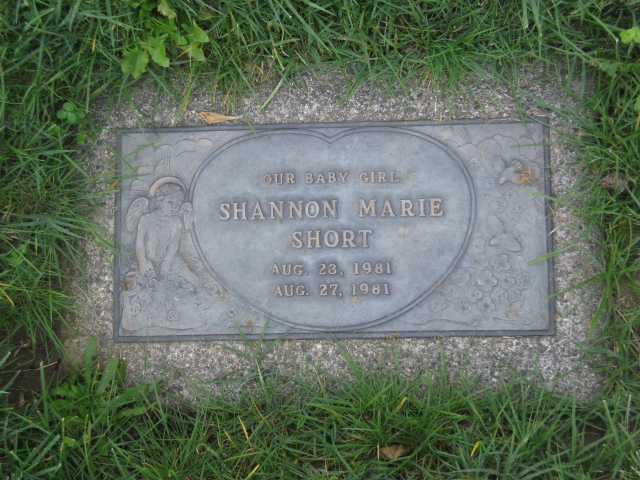 OUR BABY GIRL
SHANNON MARIE
SHORT
AUG. 23, 1981
AUG. 27, 1981